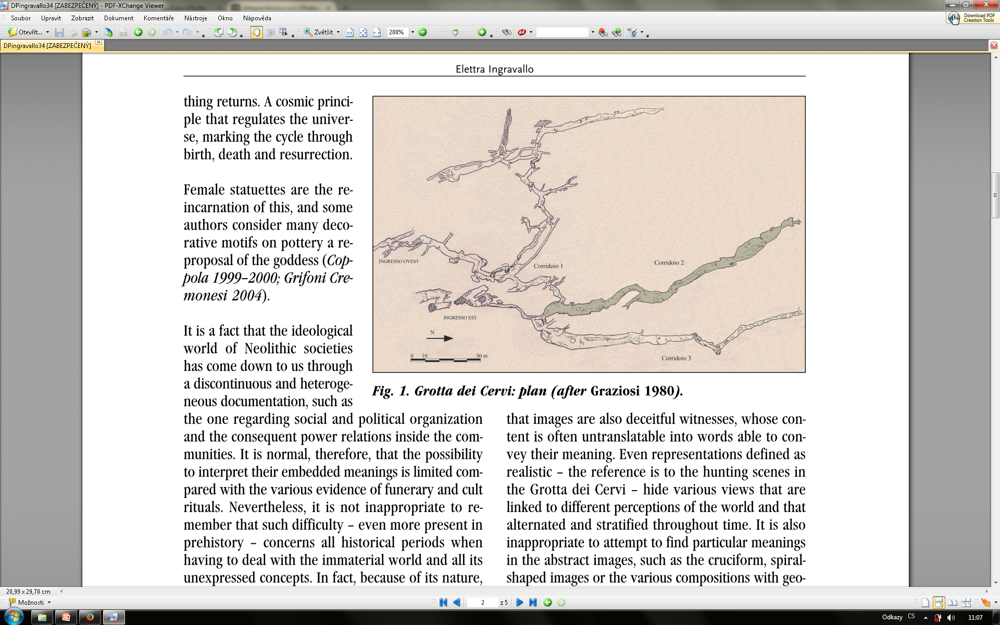 DPingravallo34 [ZABEZPEČENÝ] - PDF-XChange Viewer
Soubor Upravit Zobrazit Dokument Komentáře Nástroje Okno Nápověda
Download PDF
Creation Tools
Otevřít... OCR Zvětšit 1:1 200% Ask
DPingravallo34 [ZABEZPEČENÝ]
Elettra Ingravallo
thing returns. A cosmic princi-
ple that regulates the univer-
se, marking the cycle through
birth, death and resurrection.
Female statuettes are the re-
incarnation of this, and some
authors consider many deco-
rative motifs on pottery a re-
proposal of the goddess (Cop-
pola 1999–2000; Grifoni Cre-
monesi 2004).
It is a fact that the ideological
world of Neolithic societies
has come down to us through
a discontinuous and heteroge-
neous documentation, such as
the one regarding social and political organization
and the consequent power relations inside the com-
munities. It is normal, therefore, that the possibility
to interpret their embedded meanings is limited com-
pared with the various evidence of funerary and cult
rituals. Nevertheless, it is not inappropriate to re-
member that such difficulty – even more present in
prehistory – concerns all historical periods when
having to deal with the immaterial world and all its
unexpressed concepts. In fact, because of its nature,
INGRESSO OVEST
Corridoio 1
Corridoio 2
INGRESSO EST
N
0 10 50 m
Corridoio 3
Fig. 1. Grotta dei Cervi: plan (after Graziosi 1980).
that images are also deceitful witnesses, whose con-
tent is often untranslatable into words able to con-
vey their meaning. Even representations defined as
realistic – the reference is to the hunting scenes in
the Grotta dei Cervi – hide various views that are
linked to different perceptions of the world and that
alternated and stratified throughout time. It is also
inappropriate to attempt to find particular meanings
in the abstract images, such as the cruciform, spiral-
shaped images or the various compositions with geo-
20,99 x 29,70 cm
Možnosti
2 z 5
Odkazy CS 11:07